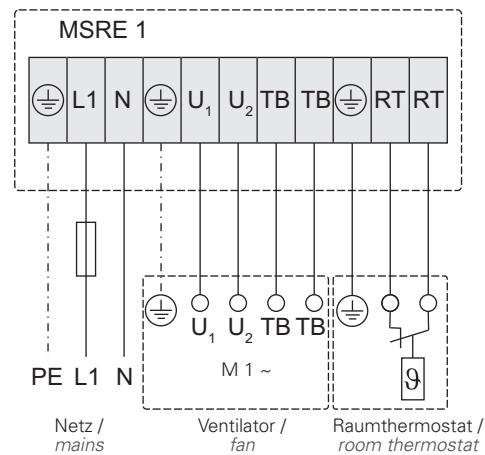 MSRE 1
L1 N U₁ U₂ TB TB RT RT
U₁ U₂ TB TB
M 1 ~
ϑ
PE L1 N
Netz / Ventilator / Raumthermostat /
mains fan room thermostat